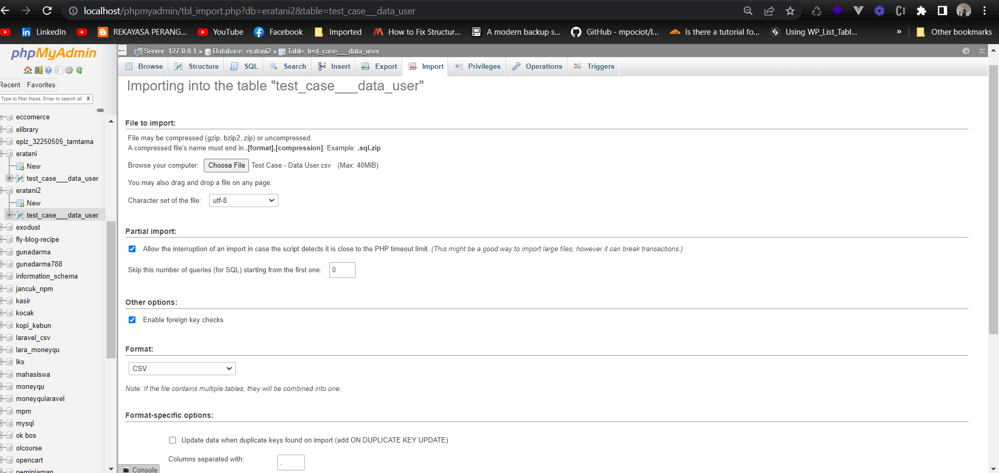 localhost/phpmyadmin/tbl_import.php?db=eratani2&table=test_case___data_user
LinkedIn
REKAYASA PERANG...
YouTube
Facebook
Imported
How to Fix Structur...
A modern backup s...
GitHub - mpociot/l...
Is there a tutorial fo...
Using WP_List_Tabl...
»
Other bookmarks
phpMyAdmin
Recent
Favorites
Type to filter these, Enter to search all X
eccomerce
elibrary
epiz_32250505_tamtama
eratani
New
test_case___data_user
eratani2
New
test_case___data_user
exodust
fly-blog-recipe
gunadarma
gunadarma788
information_schema
jancuk_npm
kasir
kocak
kopi_kebun
laravel_csv
lara_moneyqu
lks
mahasiswa
moneyqu
moneyqularavel
mpm
mysql
ok bos
olcourse
opencart
peminjaman
Server: 127.0.0.1 » Database: eratani2 » Table: test_case___data_user
Browse
Structure
SQL
Search
Insert
Export
Import
Privileges
Operations
Triggers
Importing into the table "test_case___data_user"
File to import:
File may be compressed (gzip, bzip2, zip) or uncompressed.
A compressed file's name must end in .[format].[compression]. Example: .sql.zip
Browse your computer: Choose File Test Case - Data User.csv (Max: 40MiB)
You may also drag and drop a file on any page.
Character set of the file: utf-8
Partial import:
Allow the interruption of an import in case the script detects it is close to the PHP timeout limit. (This might be a good way to import large files, however it can break transactions.)
Skip this number of queries (for SQL) starting from the first one: 0
Other options:
Enable foreign key checks
Format:
CSV
Note: If the file contains multiple tables, they will be combined into one.
Format-specific options:
Update data when duplicate keys found on import (add ON DUPLICATE KEY UPDATE)
Columns separated with: ,
Console